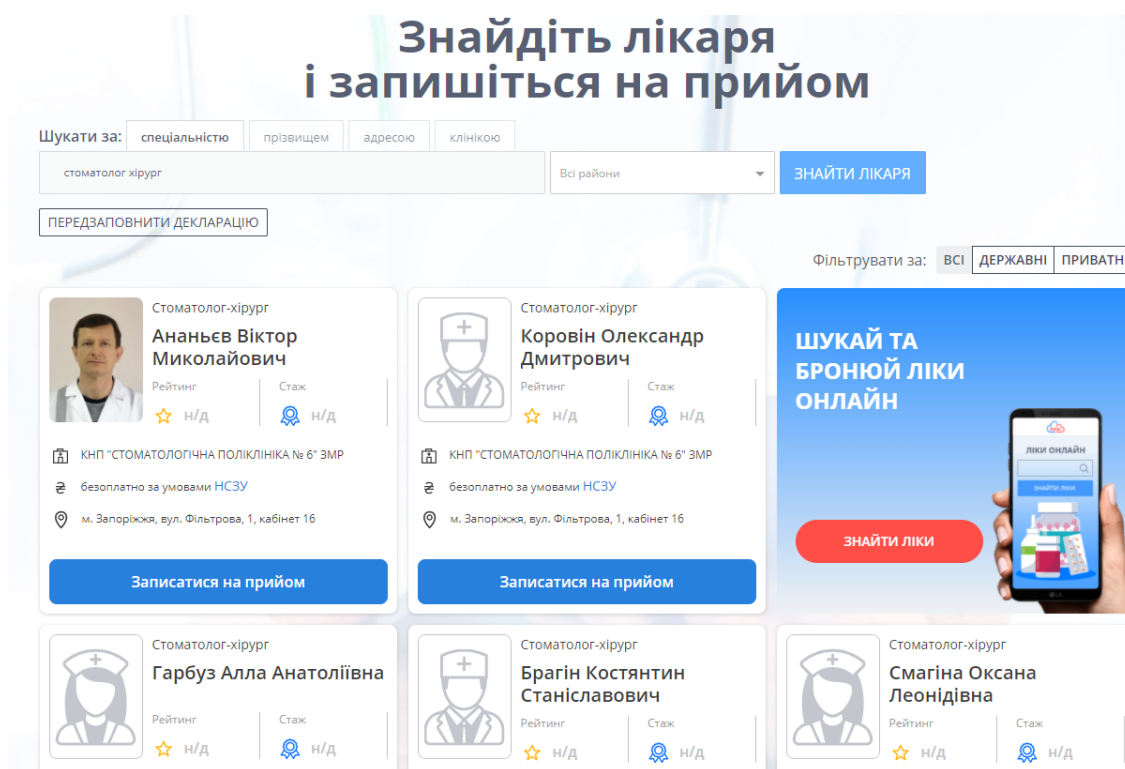 Знайдіть лікаря
і запишіться на прийом
Шукати за: спеціальністю прізвищем адресою клінікою
стоматолог хірург Всі райони ЗНАЙТИ ЛІКАРЯ
ПЕРЕДЗАПОВНИТИ ДЕКЛАРАЦІЮ
Фільтрувати за: ВСІ ДЕРЖАВНІ ПРИВАТН
Стоматолог-хірург
Ананьєв Віктор
Миколайович
Рейтинг Стаж
н/д н/д
КНП "СТОМАТОЛОГІЧНА ПОЛІКЛІНІКА № 6" ЗМР
безоплатно за умовами НСЗУ
м. Запоріжжя, вул. Фільтрова, 1, кабінет 16
Записатися на прийом
Стоматолог-хірург
Коровін Олександр
Дмитрович
Рейтинг Стаж
н/д н/д
КНП "СТОМАТОЛОГІЧНА ПОЛІКЛІНІКА № 6" ЗМР
безоплатно за умовами НСЗУ
м. Запоріжжя, вул. Фільтрова, 1, кабінет 16
Записатися на прийом
ШУКАЙ ТА
БРОНЮЙ ЛІКИ
ОНЛАЙН
ЗНАЙТИ ЛІКИ
ЛІКИ ОНЛАЙН
ЗНАЙТИ ЛІКИ
LG
Стоматолог-хірург
Гарбуз Алла Анатоліївна
Рейтинг Стаж
н/д н/д
Стоматолог-хірург
Брагін Костянтин
Станіславович
Рейтинг Стаж
н/д н/д
Стоматолог-хірург
Смагіна Оксана
Леонідівна
Рейтинг Стаж
н/д н/д